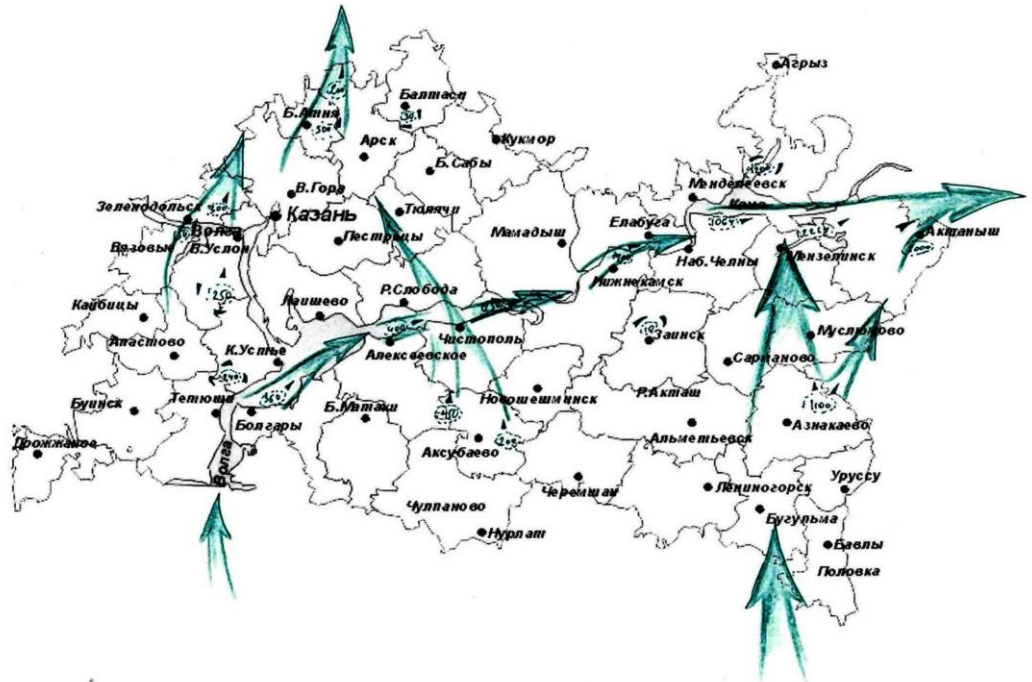 Агрыз
Балтаси
Б.Атня
Кукмор
Арск
Б.Сабы
Менделеевск
В.Гора
Кама
Зеленодольск
Казань
Тюлячи
Елабуга
Волга
Пестрецы
Мамадыш
Актаныш
Вязовые
В.Услон
Наб.Челны
Мензелинск
Нижнекамск
Р.Слобода
Кайбицы
Лаишево
Муслюмово
Чистополь
Заинск
Апастово
К.Устье
Алексеевское
Сарманово
Тетюши
Новошешминск
Р.Акташ
Буинск
Болгары
Б.Матаки
Азнакаево
Альметьевск
Дрожжаное
Аксубаево
Волга
Черемшан
Лениногорск
Уруссу
Чулпаново
Бугульма
Нурлат
Бавлы
Половка